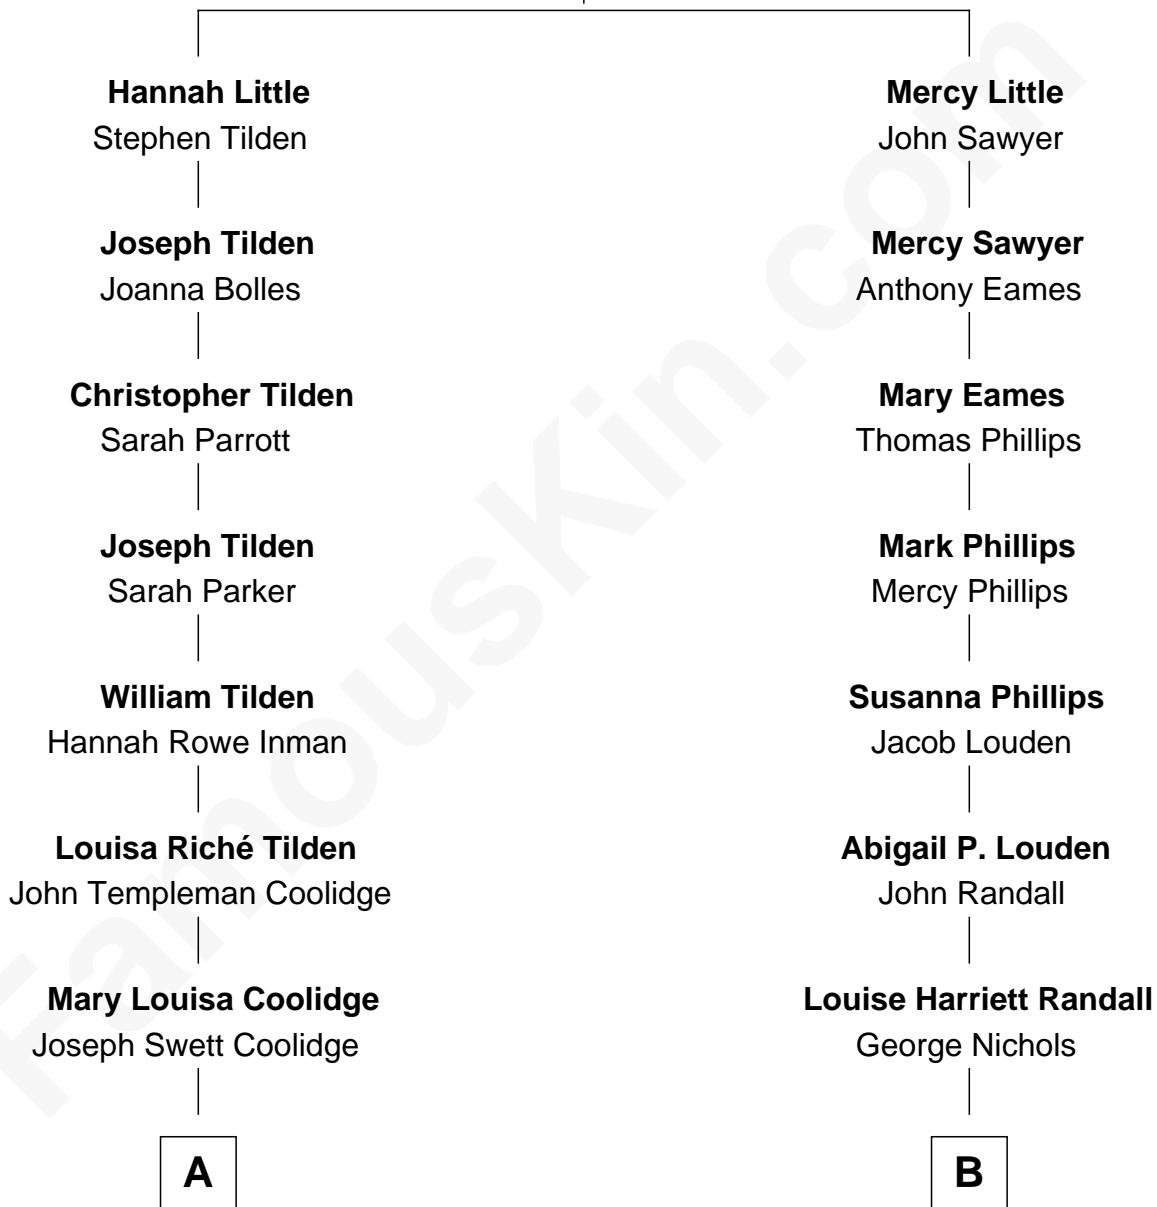 Hannah Little
Stephen Tilden
Joseph Tilden
Joanna Bolles
Christopher Tilden
Sarah Parrott
Joseph Tilden
Sarah Parker
William Tilden
Hannah Rowe Inman
Louisa Riché Tilden
John Templeman Coolidge
Mary Louisa Coolidge
Joseph Swett Coolidge
A
Mercy Little
John Sawyer
Mercy Sawyer
Anthony Eames
Mary Eames
Thomas Phillips
Mark Phillips
Mercy Phillips
Susanna Phillips
Jacob Louden
Abigail P. Louden
John Randall
Louise Harriett Randall
George Nichols
B
FamousKin.com